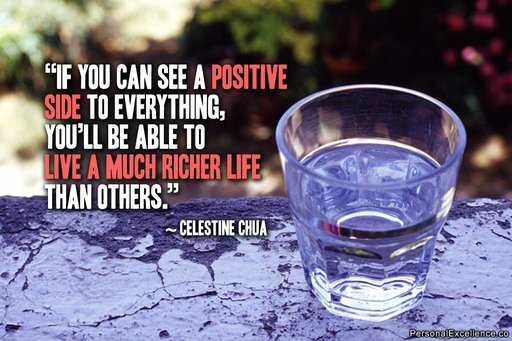 “IF YOU CAN SEE A POSITIVE
SIDE TO EVERYTHING,
YOU’LL BE ABLE TO
LIVE A MUCH RICHER LIFE
THAN OTHERS.”
~ CELESTINE CHUA
PersonalExcellence.co